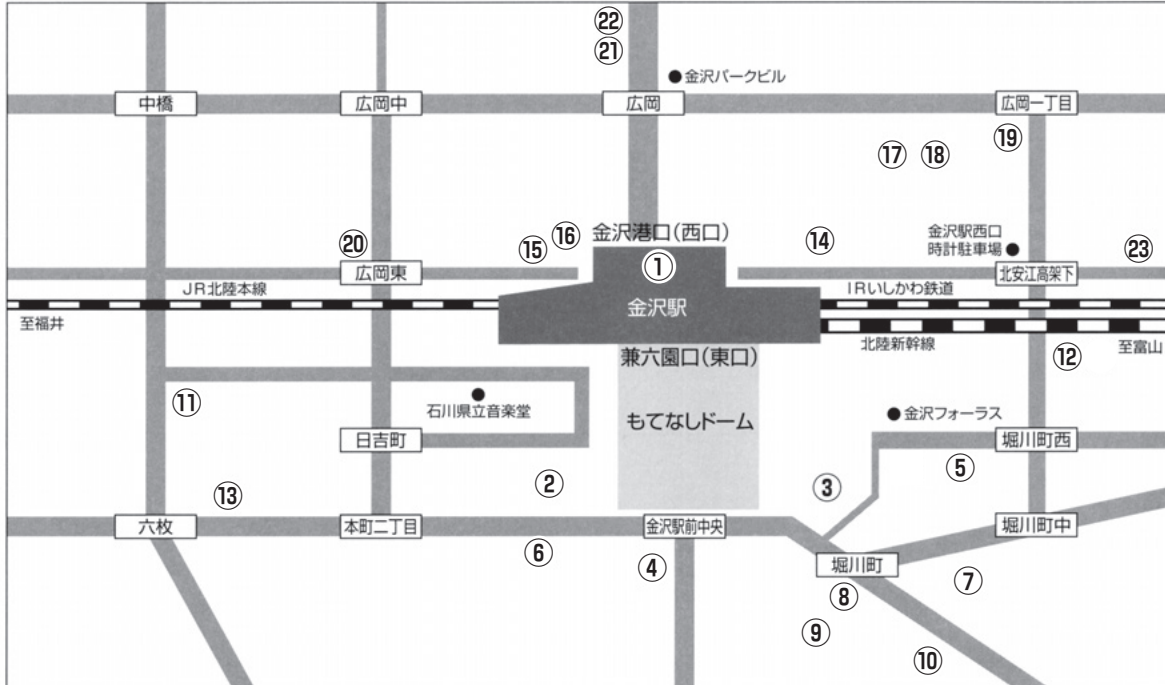 ㉒
㉑
金沢パークビル
中橋
広岡中
広岡
広岡一丁目
⑲
⑰
⑱
金沢港口(西口)
⑳
⑮
⑯
①
⑭
金沢駅西口
時計駐車場
㉓
広岡東
北安江高架下
JR北陸本線
金沢駅
IRいしかわ鉄道
至福井
北陸新幹線
至富山
兼六園口(東口)
⑫
⑪
石川県立音楽堂
もてなしドーム
金沢フォーラス
日吉町
堀川町西
②
③
⑤
⑬
六枚
本町二丁目
金沢駅前中央
堀川町中
⑥
④
堀川町
⑦
⑧
⑨
⑩